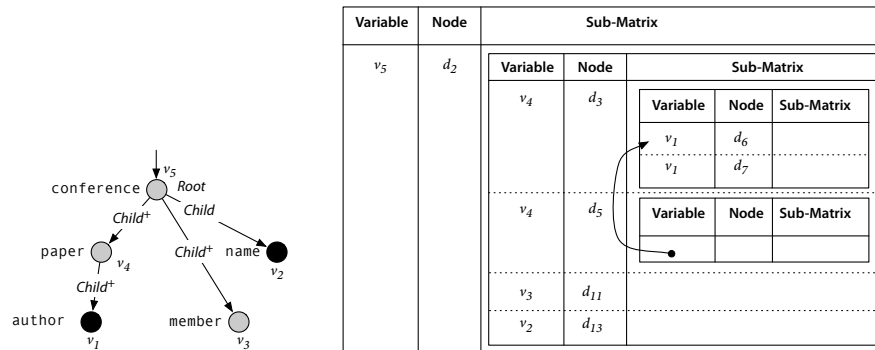 v5
conference Root
Child+ Child
paper v4 Child+ name v2
Child+
author v1 member v3
Variable Node Sub-Matrix
v5 d2
Variable Node Sub-Matrix
v4 d3
Variable Node Sub-Matrix
v1 d6
v1 d7
v4 d5
Variable Node Sub-Matrix
v3 d11
v2 d13